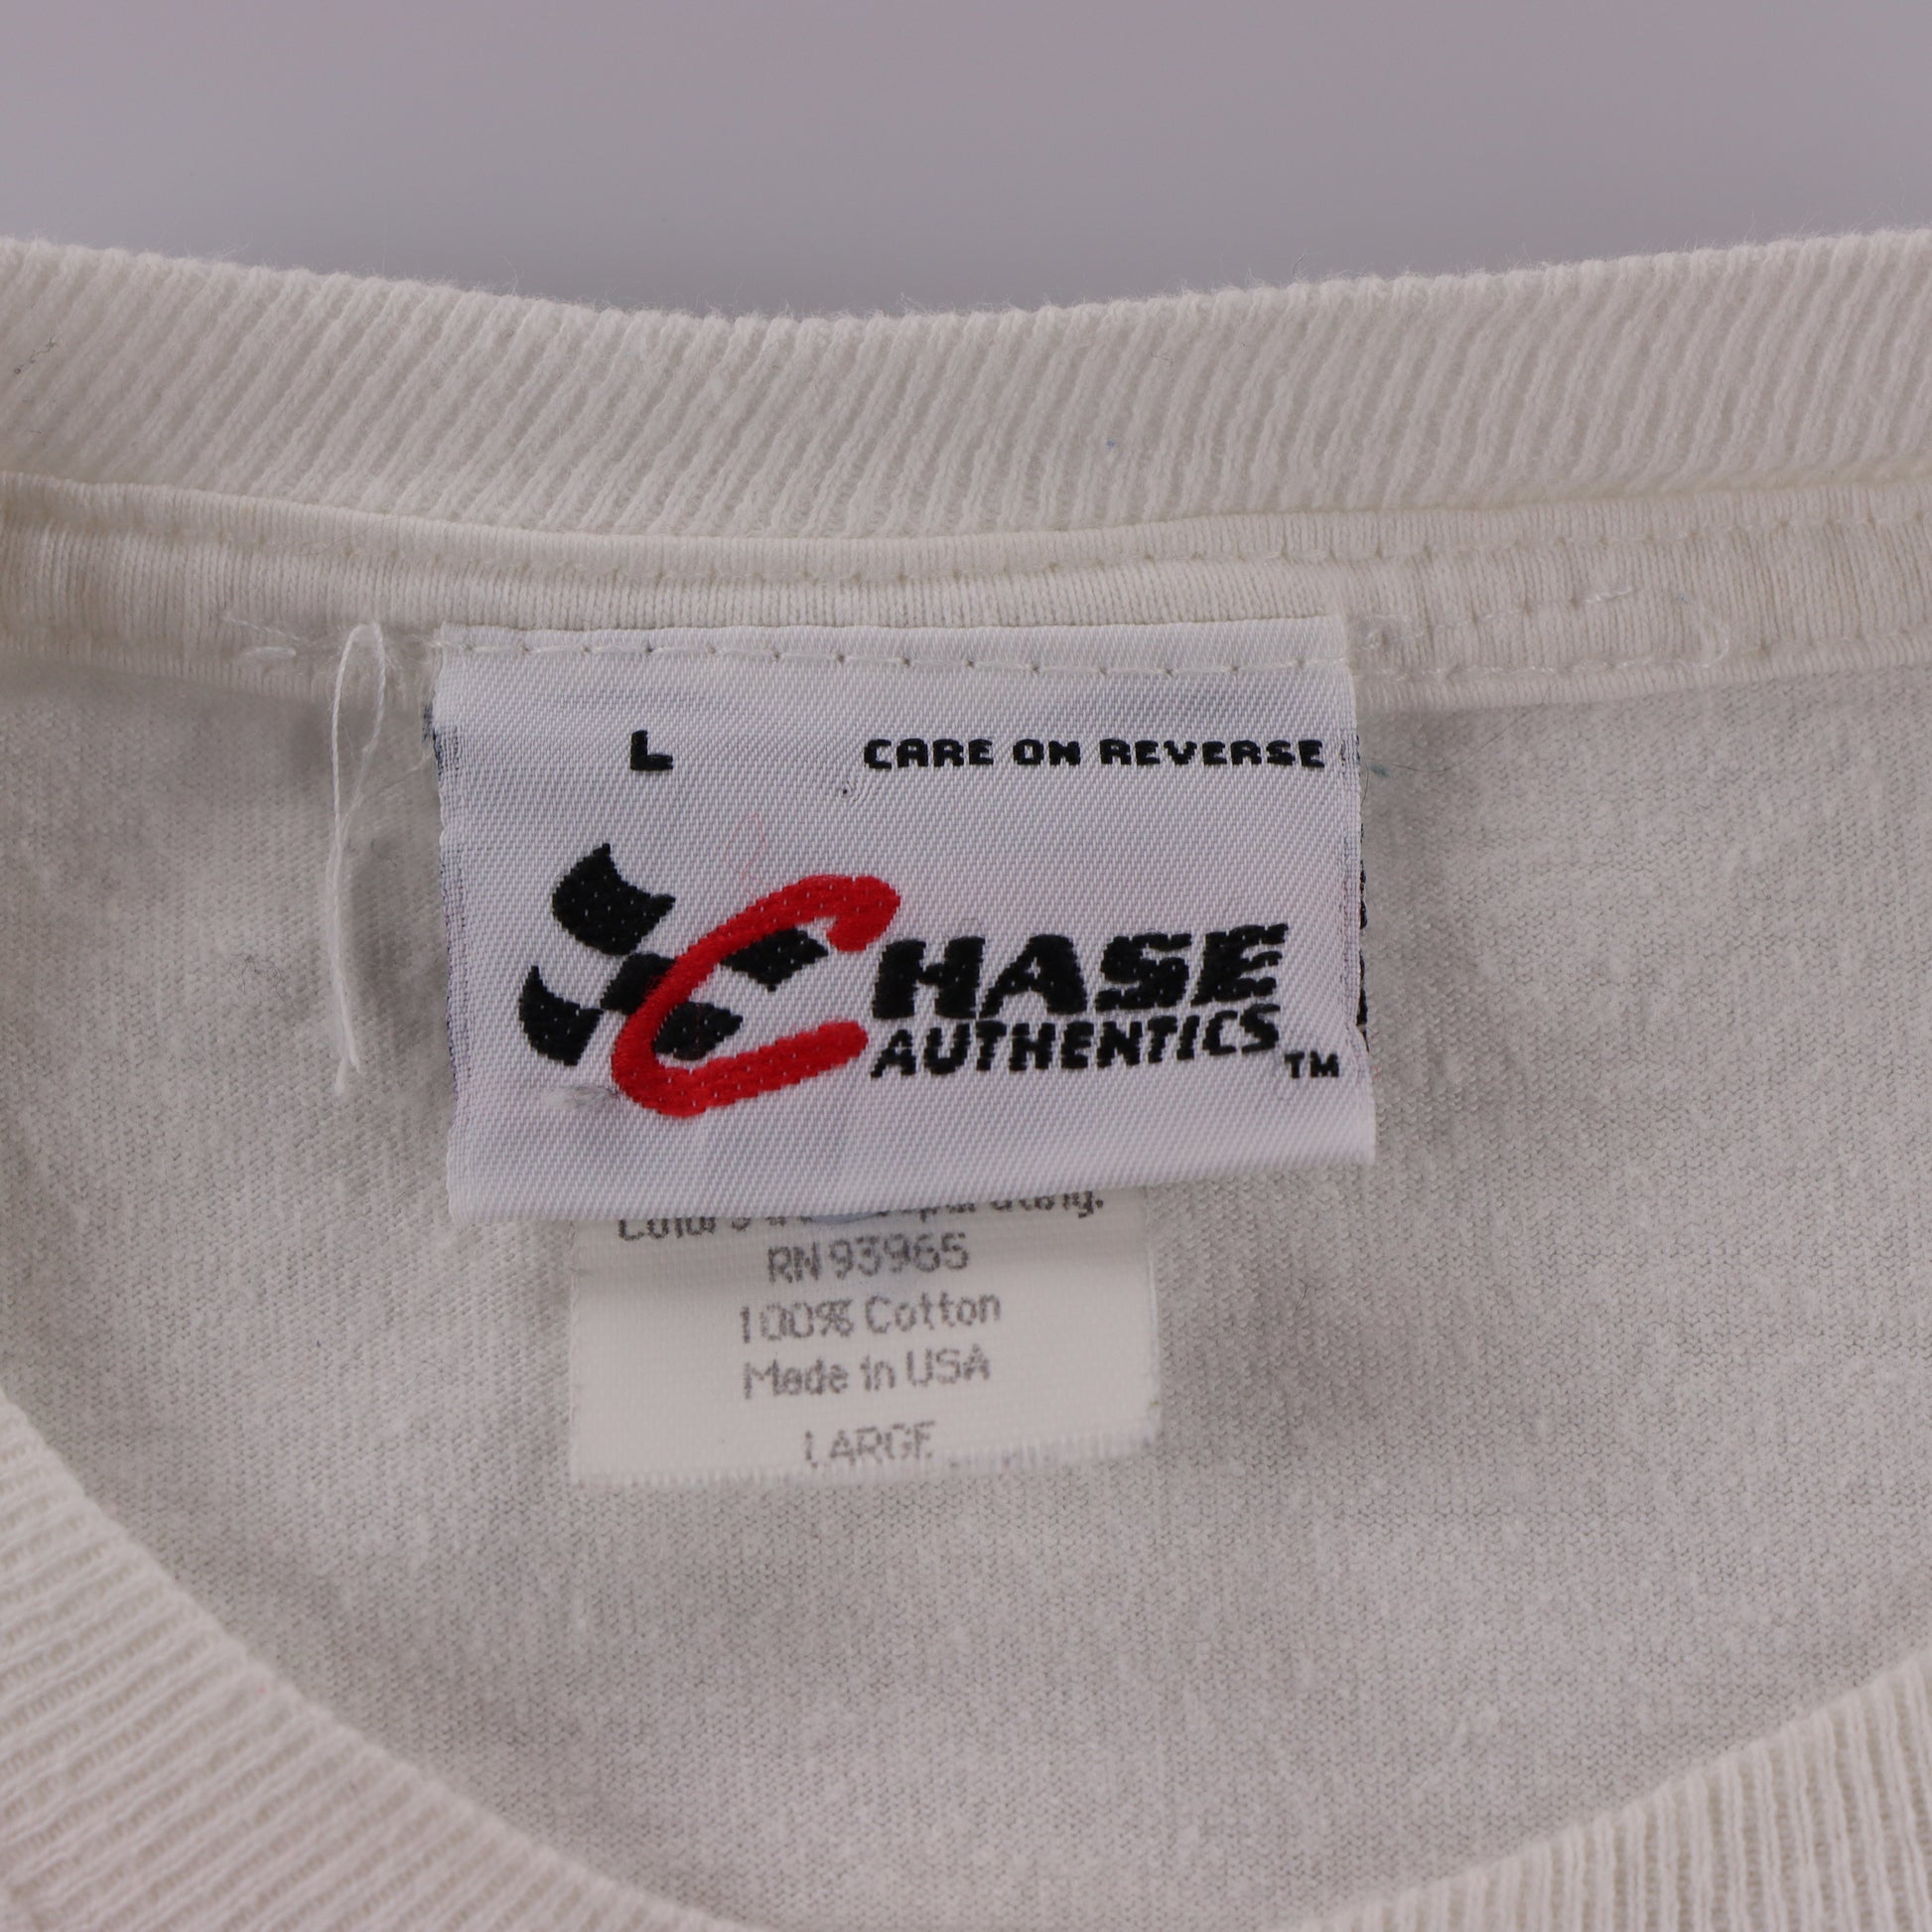 L CARE ON REVERSE
CHASE
AUTHENTICS TM
RN 93965
100% Cotton
Made in USA
LARGE